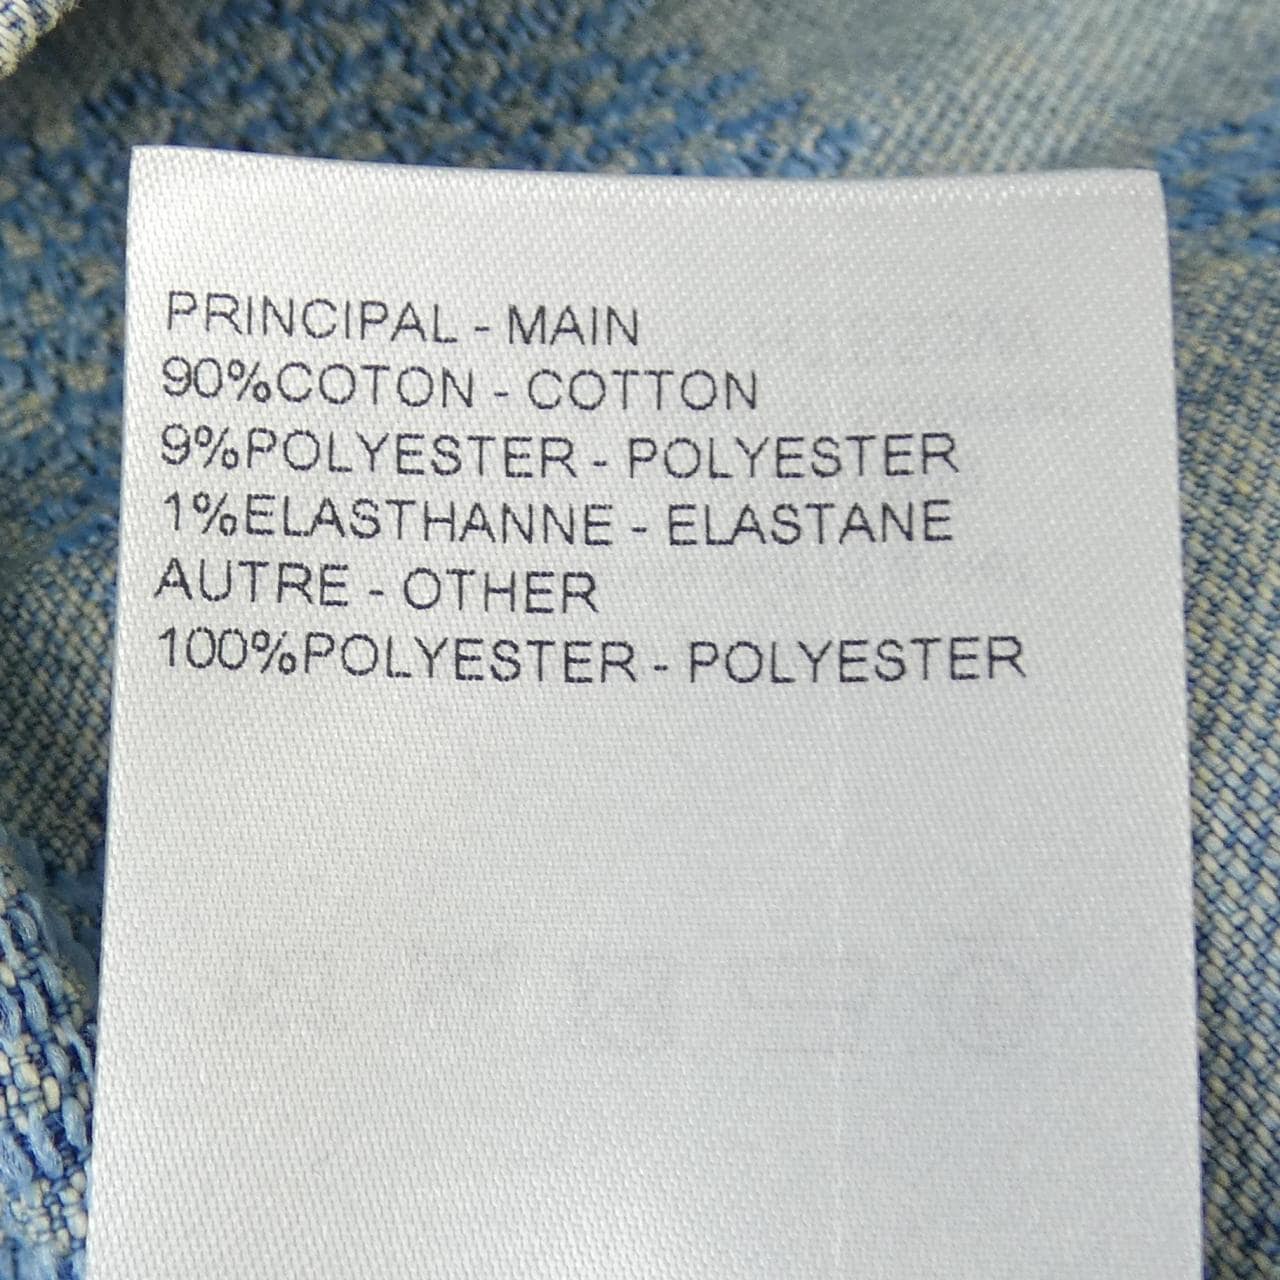 PRINCIPAL - MAIN
90%COTON - COTTON
9%POLYESTER - POLYESTER
1%ELASTHANNE - ELASTANE
AUTRE - OTHER
100%POLYESTER - POLYESTER